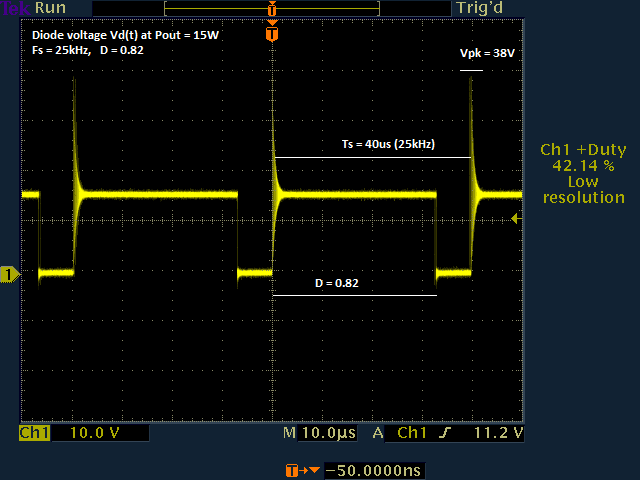 Tek Run Trig'd
T
T
Diode voltage Vd(t) at Pout = 15W
Fs = 25kHz, D = 0.82
Vpk = 38V
Ts = 40us (25kHz)
Ch1 +Duty
42.14 %
Low
resolution
1
D = 0.82
Ch1 10.0 V M 10.0µs A Ch1 11.2 V
T -50.0000ns